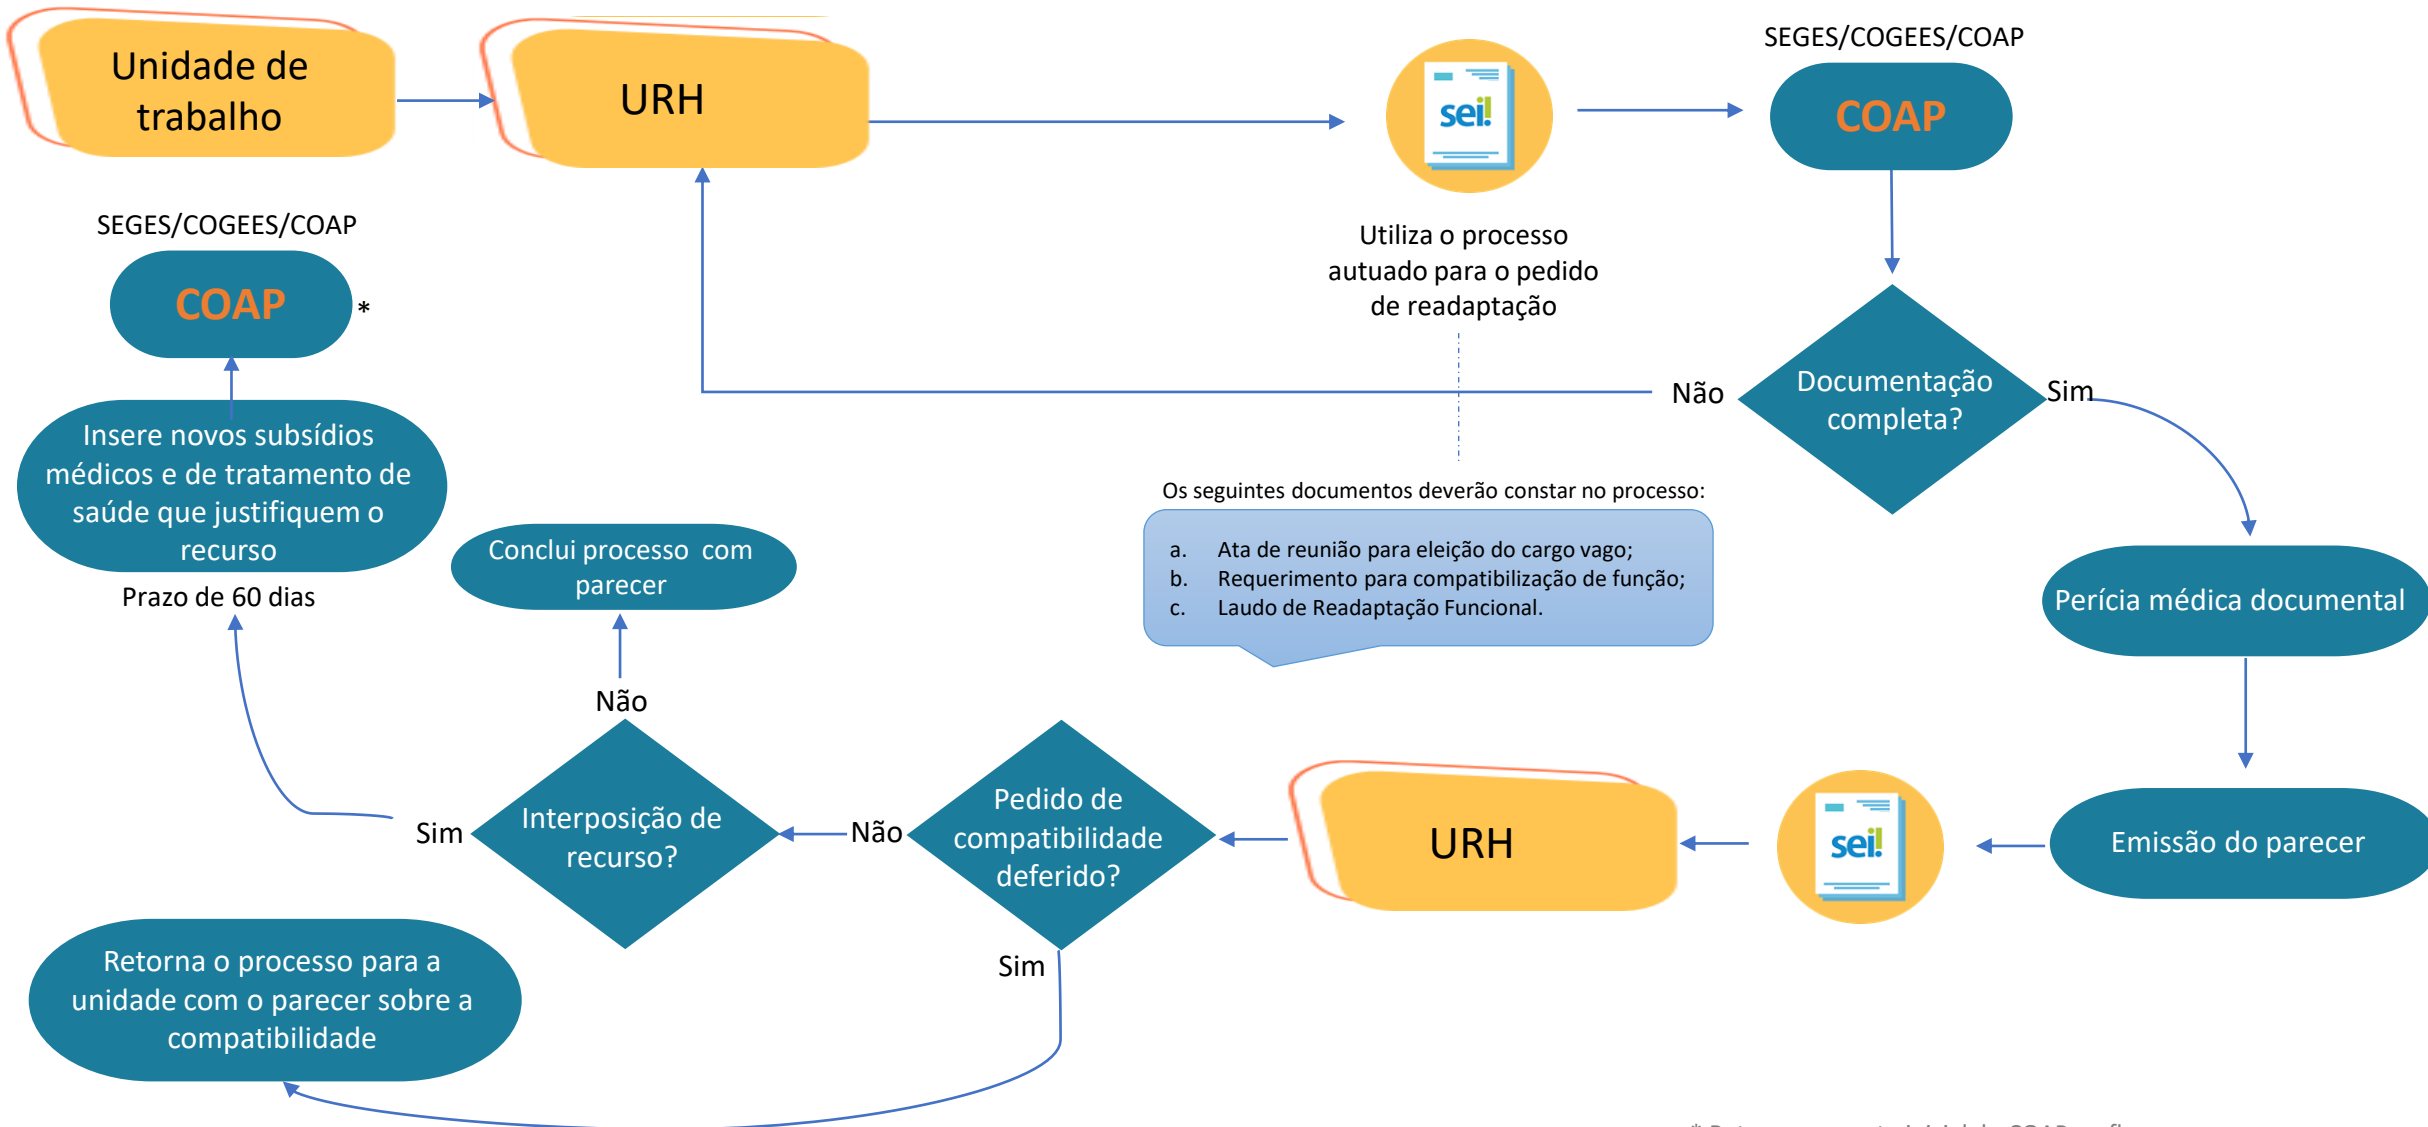 Unidade de
trabalho
URH
sei!
SEGES/COGEES/COAP
COAP
Utiliza o processo
autuado para o pedido
de readaptação
SEGES/COGEES/COAP
COAP
*
Documentação
completa?
Não
Sim
Insere novos subsídios
médicos e de tratamento de
saúde que justifiquem o
recurso
Prazo de 60 dias
Os seguintes documentos deverão constar no processo:
a. Ata de reunião para eleição do cargo vago;
b. Requerimento para compatibilização de função;
c. Laudo de Readaptação Funcional.
Conclui processo com
parecer
Perícia médica documental
Não
Interposição de
recurso?
Sim
Não
Pedido de
compatibilidade
deferido?
Sim
URH
sei!
Emissão do parecer
Retorna o processo para a
unidade com o parecer sobre a
compatibilidade